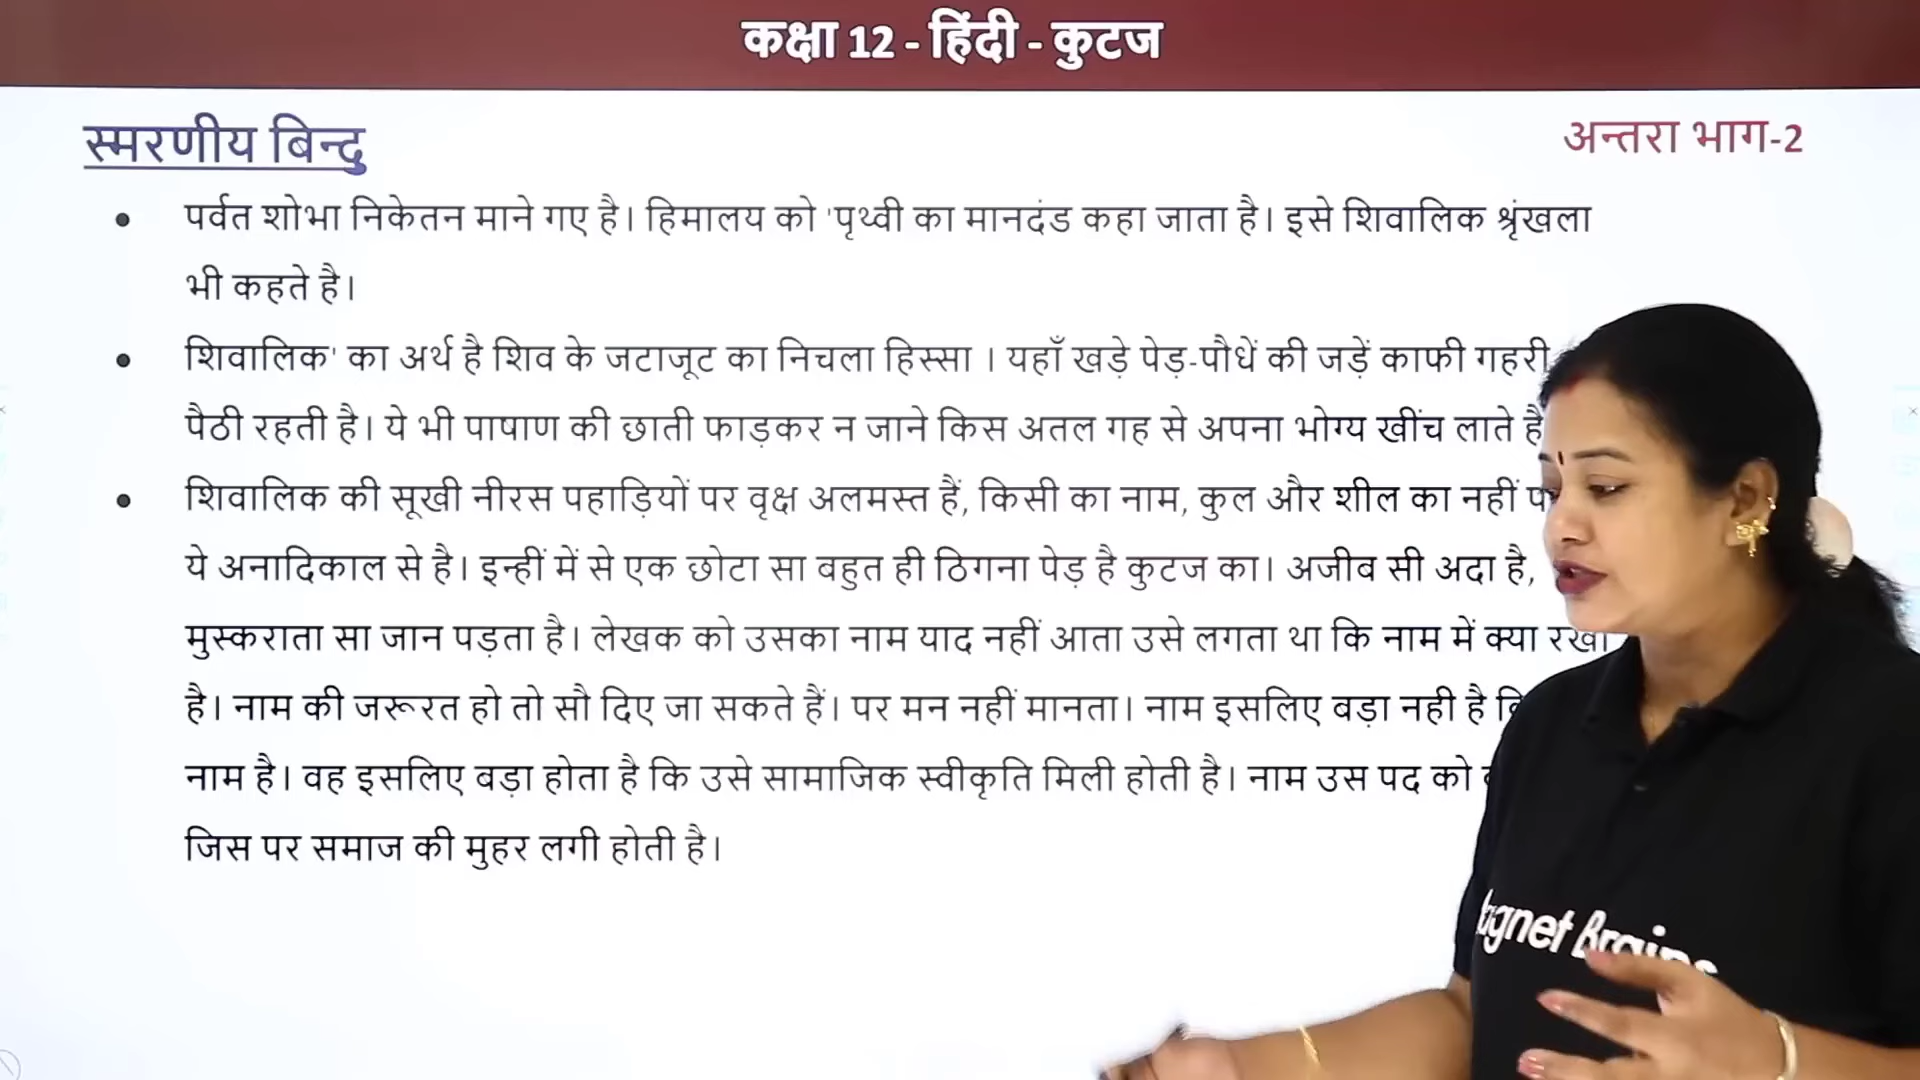 कक्षा 12 - हिंदी - कुटज
स्मरणीय बिन्दु
अन्तरा भाग-2
पर्वत शोभा निकेतन माने गए है। हिमालय को 'पृथ्वी का मानदंड कहा जाता है। इसे शिवालिक श्रृंखला
भी कहते है।
शिवालिक' का अर्थ है शिव के जटाजूट का निचला हिस्सा । यहाँ खड़े पेड़-पौधें की जड़ें काफी गहरी
पैठी रहती है। ये भी पाषाण की छाती फाड़कर न जाने किस अतल गह से अपना भोग्य खींच लाते हैं
शिवालिक की सूखी नीरस पहाड़ियों पर वृक्ष अलमस्त हैं, किसी का नाम, कुल और शील का नहीं
ये अनादिकाल से है। इन्हीं में से एक छोटा सा बहुत ही ठिगना पेड़ है कुटज का। अजीब सी अदा है,
मुस्कराता सा जान पड़ता है। लेखक को उसका नाम याद नहीं आता उसे लगता था कि नाम में क्या रखा
है। नाम की जरूरत हो तो सौ दिए जा सकते हैं। पर मन नहीं मानता। नाम इसलिए बड़ा नही है
नाम है। वह इसलिए बड़ा होता है कि उसे सामाजिक स्वीकृति मिली होती है। नाम उस पद को
जिस पर समाज की मुहर लगी होती है।